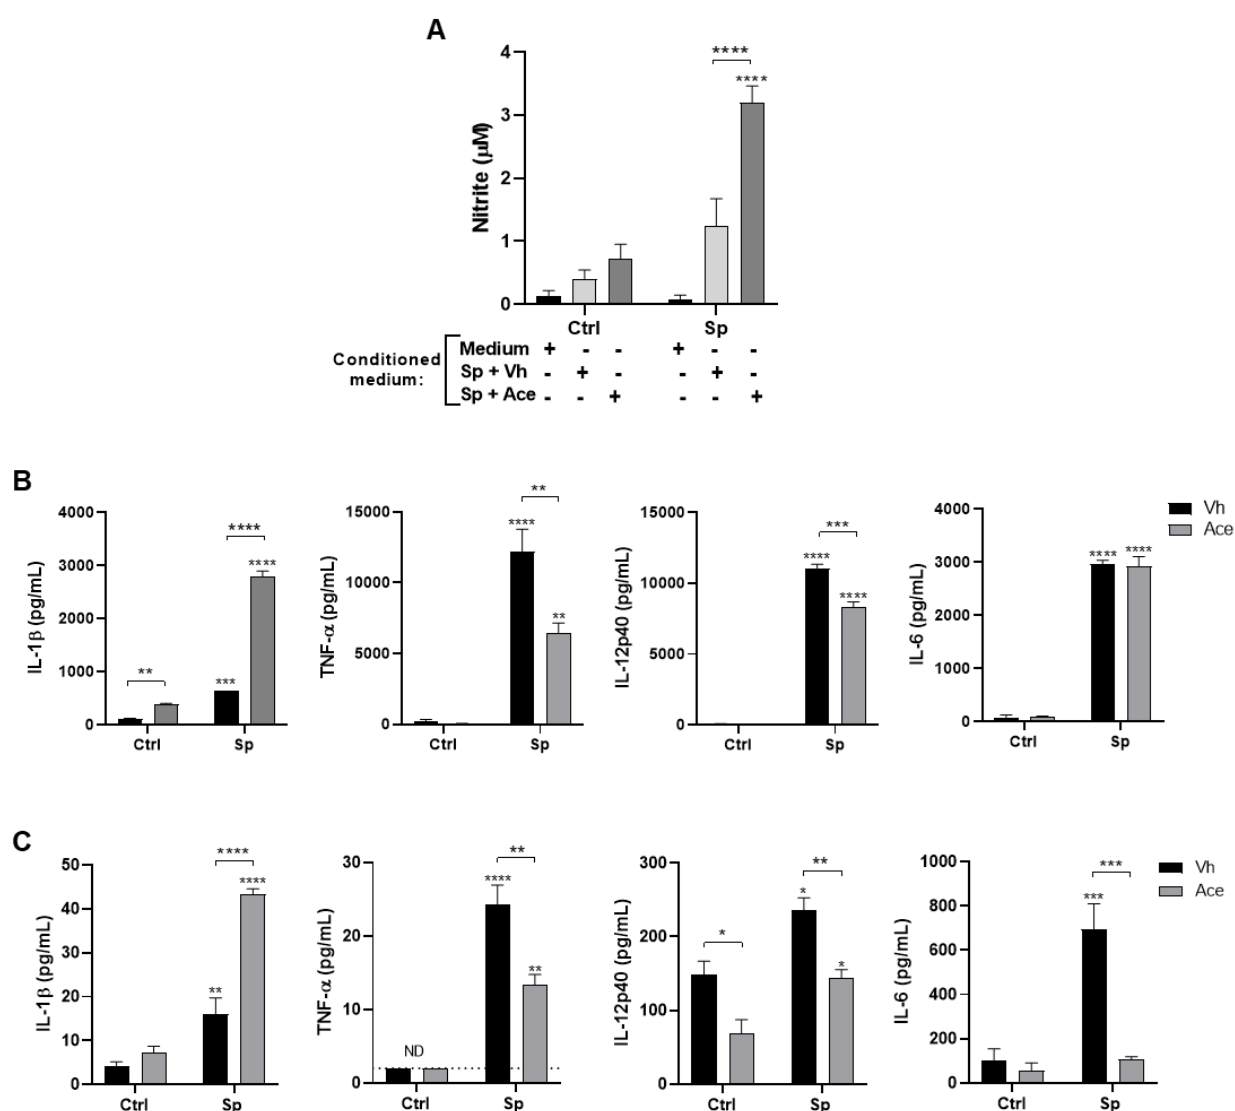 A
Nitrite (μM)
4
3
2
1
0
****
****
Ctrl
Sp
Conditioned medium:
Medium + - - + - -
Sp + Vh - + - - + -
Sp + Ace - - + - - +
B
IL-1β (pg/mL)
4000
3000
2000
1000
0
**
***
****
****
Ctrl
Sp
TNF-α (pg/mL)
15000
10000
5000
0
****
**
**
Ctrl
Sp
IL-12p40 (pg/mL)
15000
10000
5000
0
****
***
****
Ctrl
Sp
IL-6 (pg/mL)
4000
3000
2000
1000
0
****
****
Ctrl
Sp
Vh
Ace
C
IL-1β (pg/mL)
50
40
30
20
10
0
**
****
****
Ctrl
Sp
TNF-α (pg/mL)
30
20
10
0
ND
****
**
**
Ctrl
Sp
IL-12p40 (pg/mL)
300
200
100
0
*
*
**
*
Ctrl
Sp
IL-6 (pg/mL)
1000
800
600
400
200
0
***
***
Ctrl
Sp
Vh
Ace